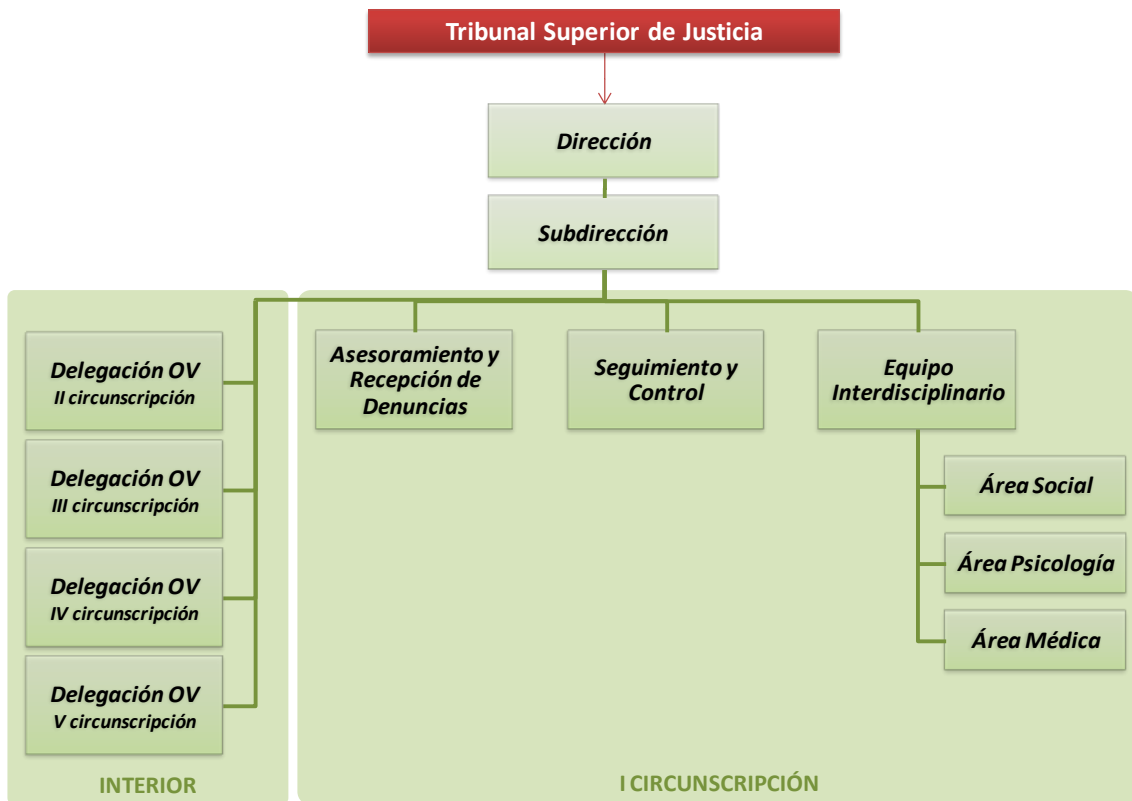 Tribunal Superior de Justicia
Dirección
Subdirección
Delegación OV
II circunscripción
Delegación OV
III circunscripción
Delegación OV
IV circunscripción
Delegación OV
V circunscripción
INTERIOR
Asesoramiento y
Recepción de
Denuncias
Seguimiento y
Control
Equipo
Interdisciplinario
Área Social
Área Psicología
Área Médica
I CIRCUNSCRIPCIÓN